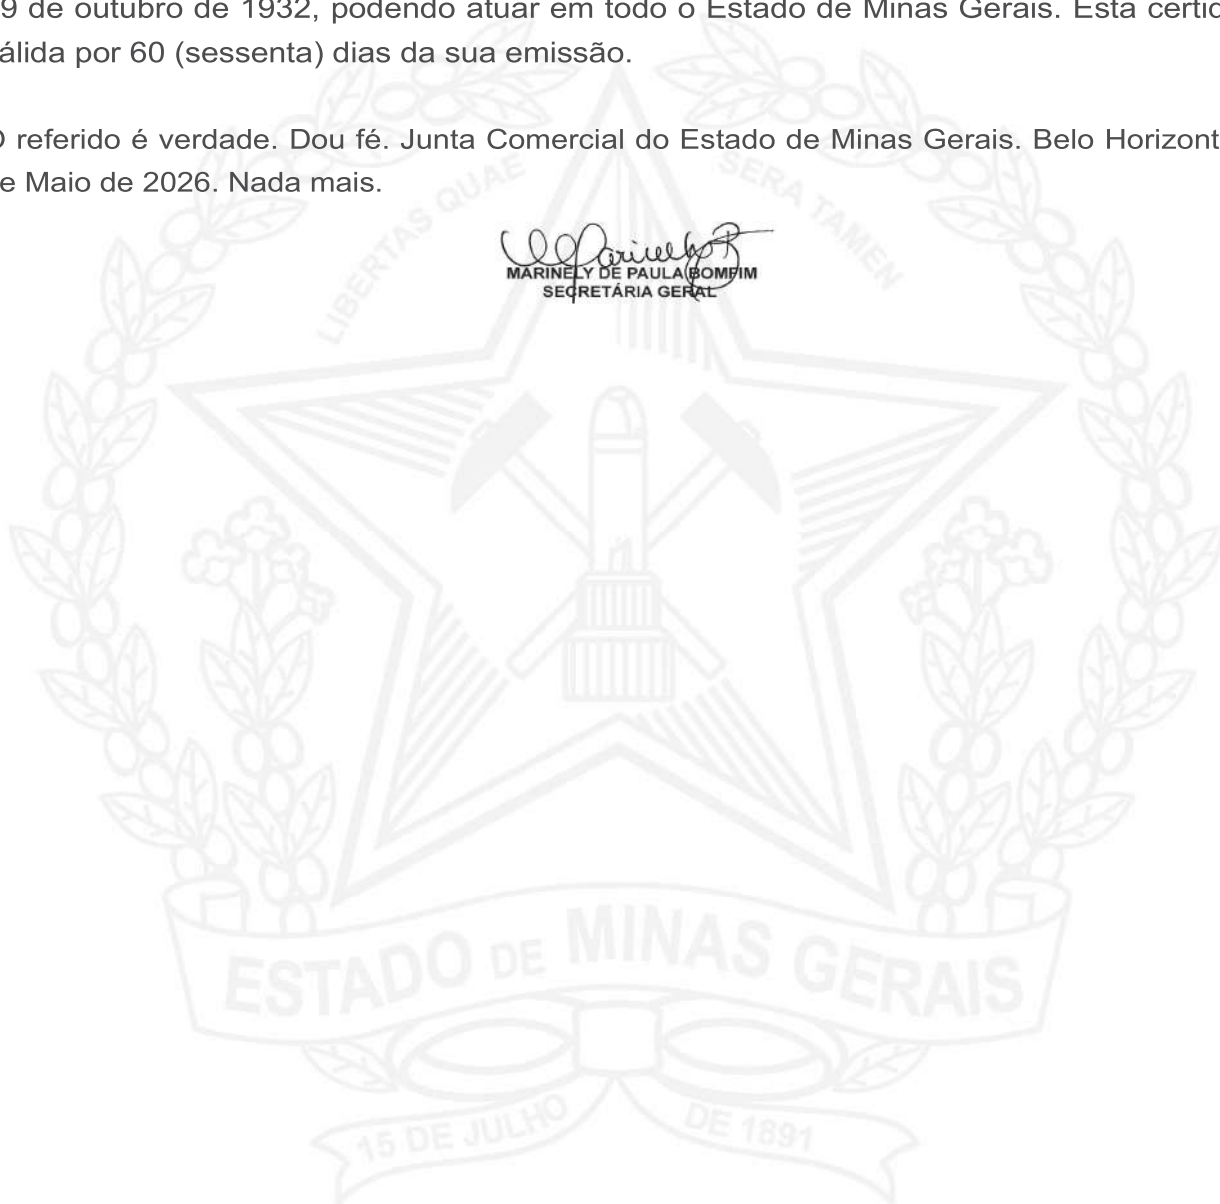 9 de outubro de 1932, podendo atuar em todo o Estado de Minas Gerais. Esta certid
álida por 60 (sessenta) dias da sua emissão.
O referido é verdade. Dou fé. Junta Comercial do Estado de Minas Gerais. Belo Horizont
e Maio de 2026. Nada mais.
LIBERTAS QUAE SERA TAMEN
MARINELY DE PAULA BOMFIM
SECRETÁRIA GERAL
ESTADO DE MINAS GERAIS
15 DE JULHO DE 1891